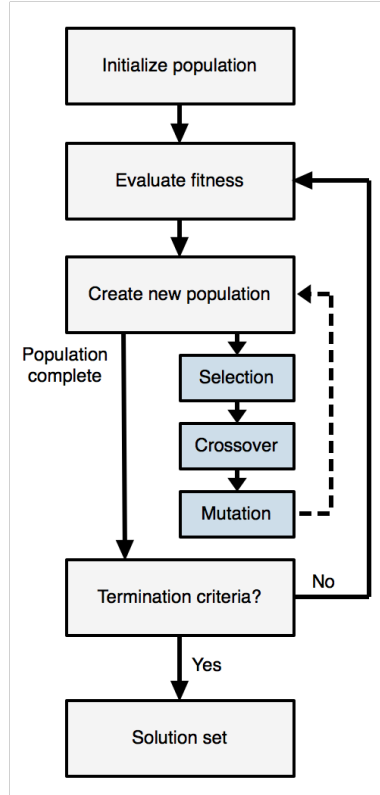 Initialize population
Evaluate fitness
Create new population
Population
complete
Selection
Crossover
Mutation
Termination criteria?
No
Yes
Solution set